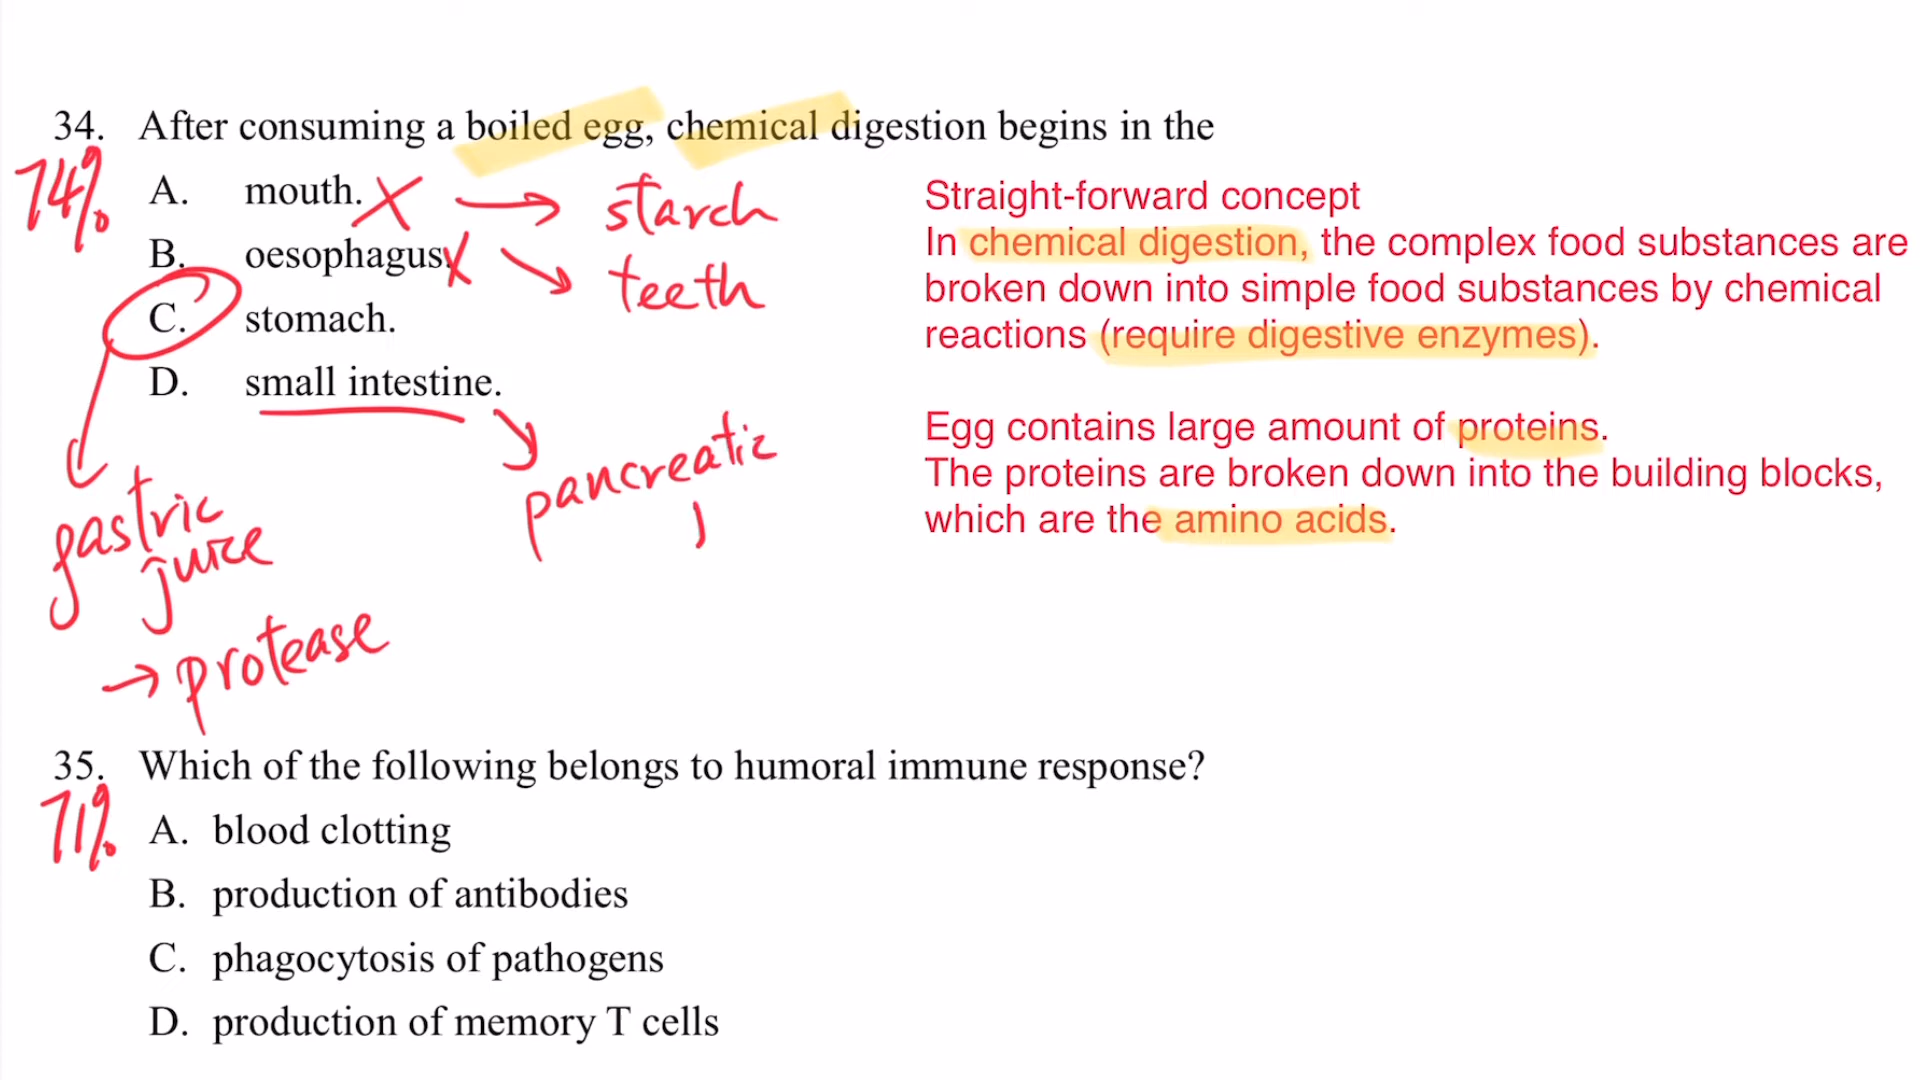 34. After consuming a boiled egg, chemical digestion begins in the
74%
A. mouth. X → starch
B. oesophagus. X → teeth
C. stomach.
D. small intestine.
pancreatic
gastric
juice
→ protease
Straight-forward concept
In chemical digestion, the complex food substances are
broken down into simple food substances by chemical
reactions (require digestive enzymes).
Egg contains large amount of proteins.
The proteins are broken down into the building blocks,
which are the amino acids.
35. Which of the following belongs to humoral immune response?
71%
A. blood clotting
B. production of antibodies
C. phagocytosis of pathogens
D. production of memory T cells